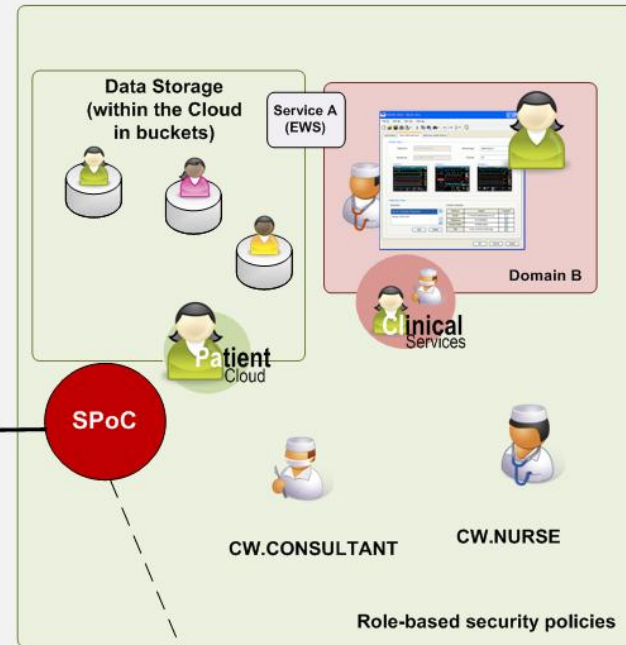 Data Storage
(within the Cloud
in buckets)
Service A
(EWS)
Domain B
Patient
Cloud
Clinical
Services
SPoC
CW.CONSULTANT
CW.NURSE
Role-based security policies